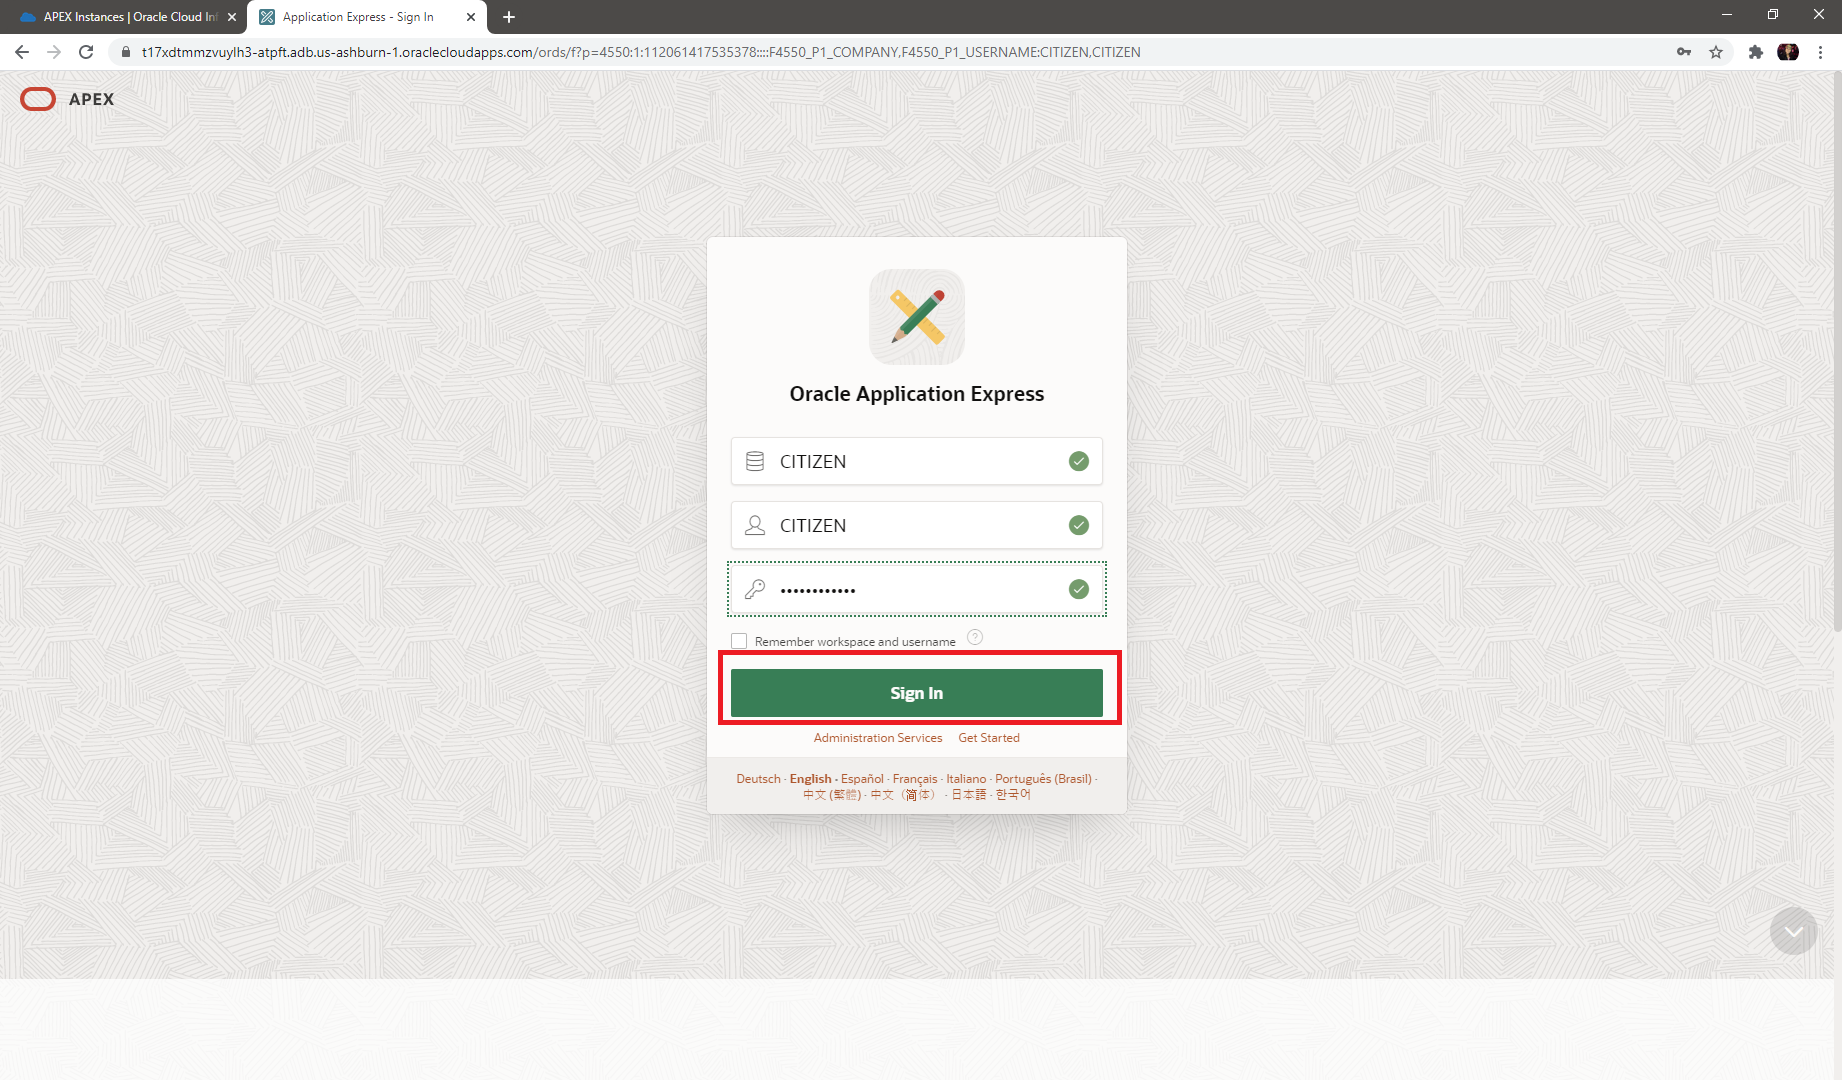 APEX Instances | Oracle Cloud Inf
Application Express - Sign In
t17xdtmmzvuylh3-atpft.adb.us-ashburn-1.oraclecloudapps.com/ords/f?p=4550:1:112061417535378::::F4550_P1_COMPANY,F4550_P1_USERNAME:CITIZEN,CITIZEN
APEX
Oracle Application Express
CITIZEN
CITIZEN
••••••••••••
Remember workspace and username ?
Sign In
Administration Services Get Started
Deutsch · English · Español · Français · Italiano · Português (Brasil) ·
中文 (繁體) · 中文（简体） · 日本語 · 한국어